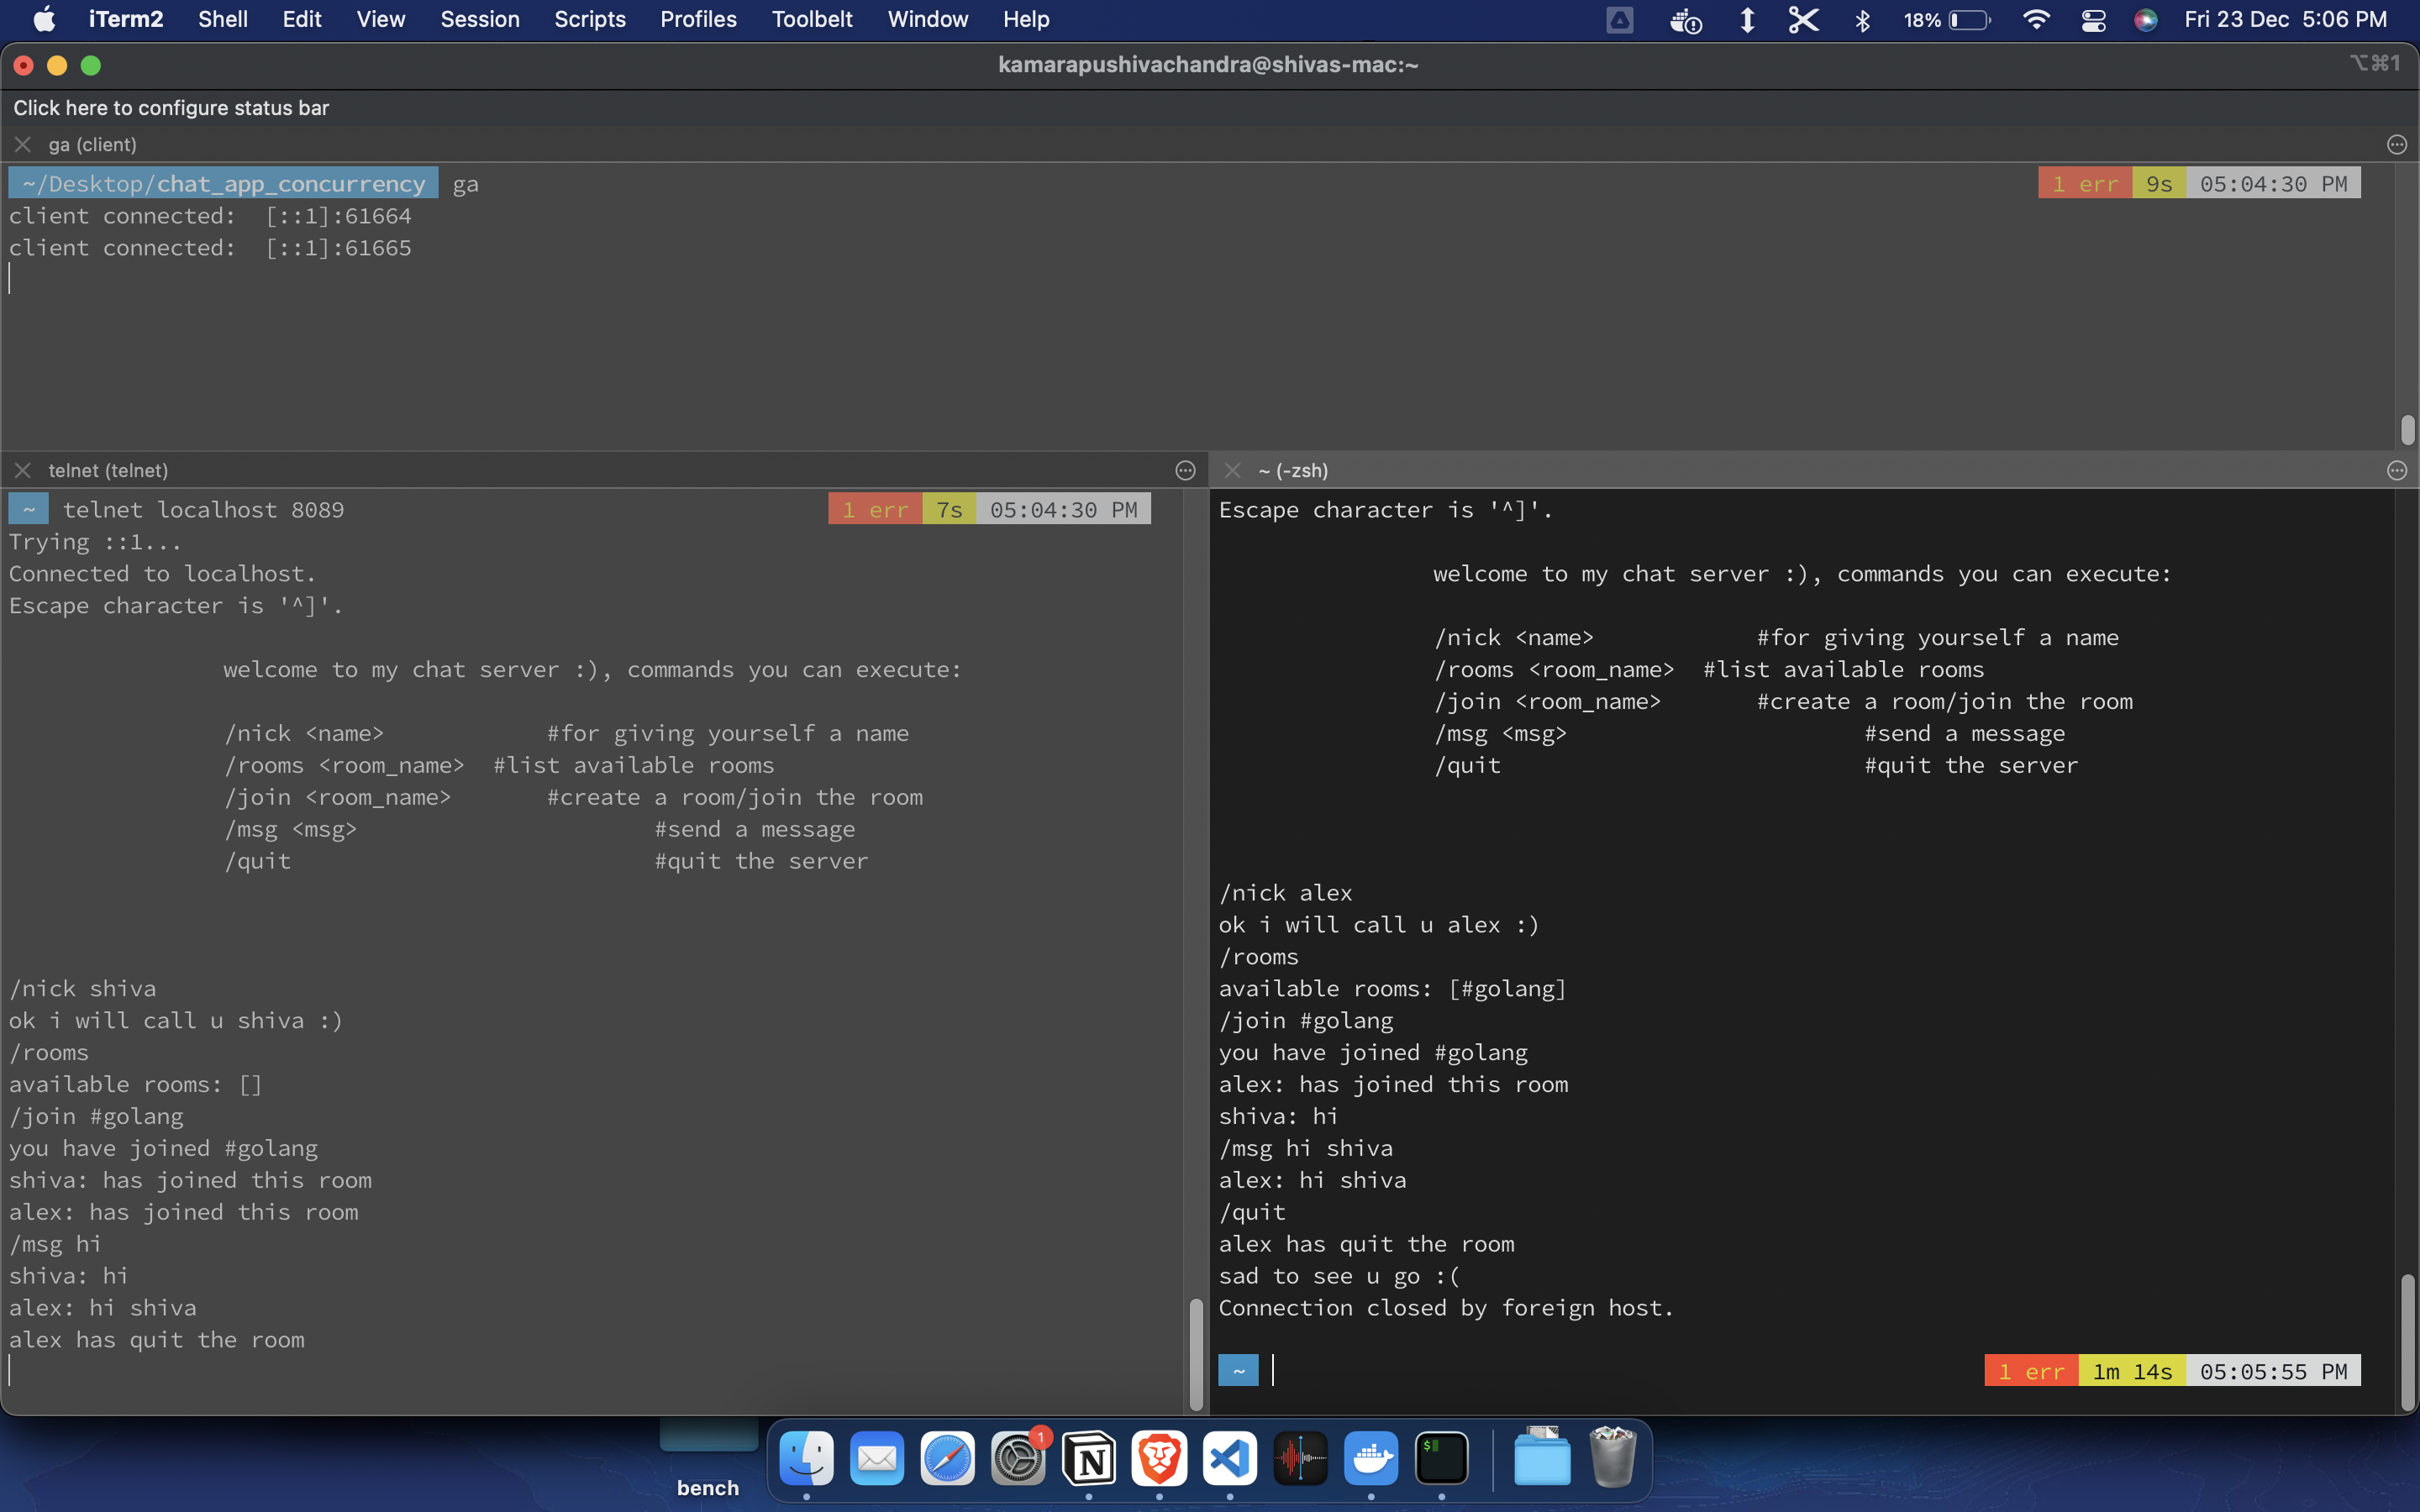 iTerm2 Shell Edit View Session Scripts Profiles Toolbelt Window Help 18% Fri 23 Dec 5:06 PM
kamarapushivachandra@shivas-mac:~ ⌥⌘1
Click here to configure status bar
ga (client)
~/Desktop/chat_app_concurrency ga 1 err 9s 05:04:30 PM
client connected:  [::1]:61664
client connected:  [::1]:61665
telnet (telnet)
~ telnet localhost 8089 1 err 7s 05:04:30 PM
Trying ::1...
Connected to localhost.
Escape character is '^]'.
welcome to my chat server :), commands you can execute:
/nick <name> #for giving yourself a name
/rooms <room_name> #list available rooms
/join <room_name> #create a room/join the room
/msg <msg> #send a message
/quit #quit the server
/nick shiva
ok i will call u shiva :)
/rooms
available rooms: []
/join #golang
you have joined #golang
shiva: has joined this room
alex: has joined this room
/msg hi
shiva: hi
alex: hi shiva
alex has quit the room
~ (-zsh)
Escape character is '^]'.
welcome to my chat server :), commands you can execute:
/nick <name> #for giving yourself a name
/rooms <room_name> #list available rooms
/join <room_name> #create a room/join the room
/msg <msg> #send a message
/quit #quit the server
/nick alex
ok i will call u alex :)
/rooms
available rooms: [#golang]
/join #golang
you have joined #golang
alex: has joined this room
shiva: hi
/msg hi shiva
alex: hi shiva
/quit
alex has quit the room
sad to see u go :(
Connection closed by foreign host.
~ 1 err 1m 14s 05:05:55 PM
1
N
$
bench